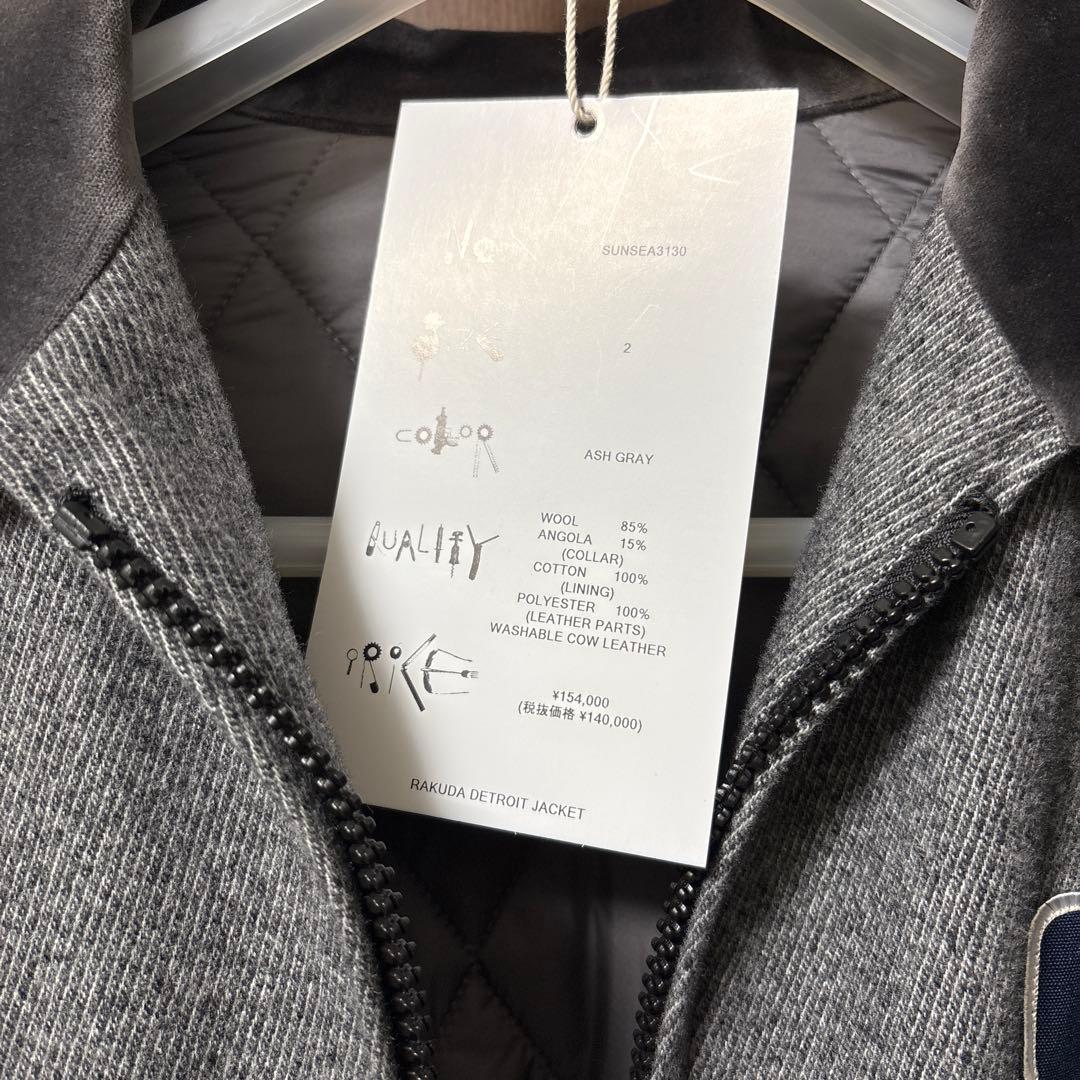 No.
SUNSEA3130
2
COLOR
ASH GRAY
QUALITY
WOOL 85%
ANGOLA 15%
(COLLAR)
COTTON 100%
(LINING)
POLYESTER 100%
(LEATHER PARTS)
WASHABLE COW LEATHER
PRICE
¥154,000
(税抜価格 ¥140,000)
RAKUDA DETROIT JACKET